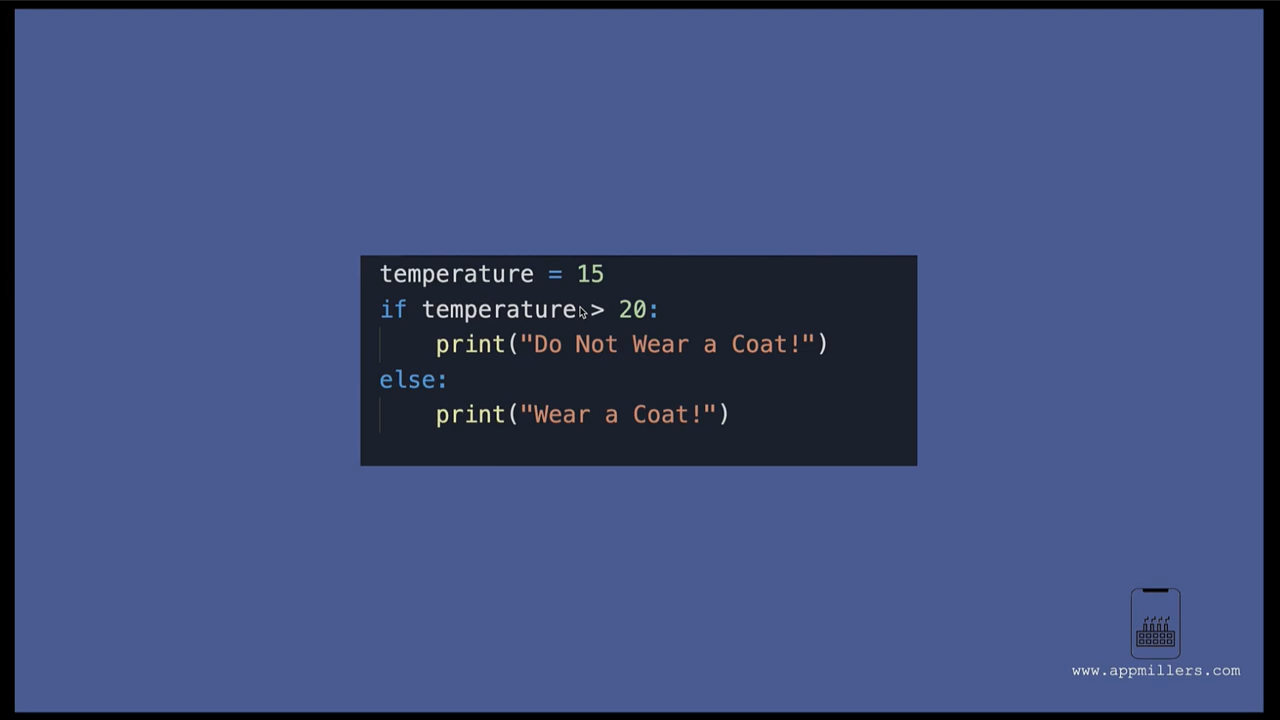 temperature = 15
if temperature > 20:
    print("Do Not Wear a Coat!")
else:
    print("Wear a Coat!")
www.appmillers.com